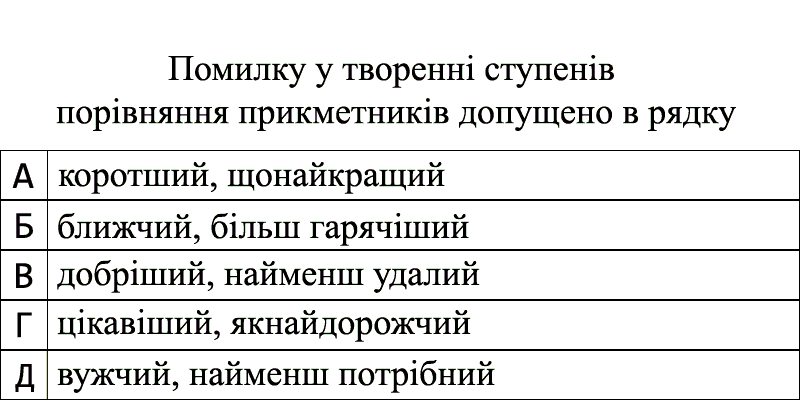 Помилку у творенні ступенів
порівняння прикметників допущено в рядку
А коротший, щонайкращий
Б ближчий, більш гарячіший
В добріший, найменш удалий
Г цікавіший, якнайдорожчий
Д вужчий, найменш потрібний